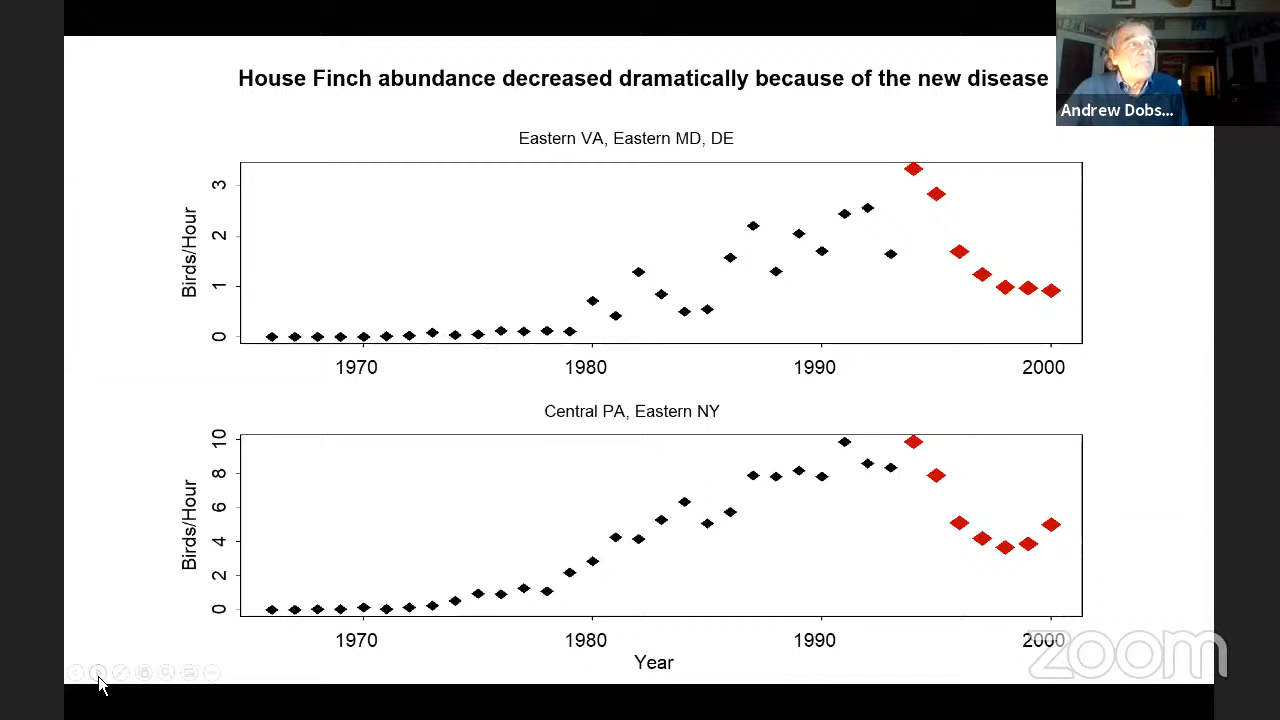 House Finch abundance decreased dramatically because of the new disease
Andrew Dobs...
Eastern VA, Eastern MD, DE
Birds/Hour
3
2
1
0
1970 1980 1990 2000
Central PA, Eastern NY
Birds/Hour
10
8
6
4
2
0
1970 1980 1990 2000
Year
zoom